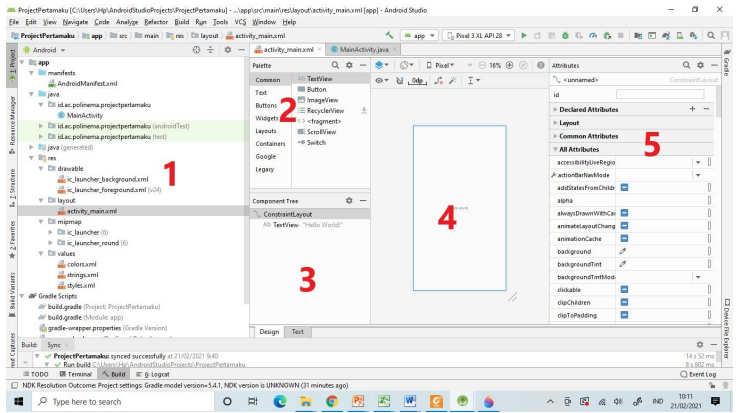 ProjectPertamaku [C:\Users\Hp\AndroidStudioProjects\ProjectPertamaku] - ...\app\src\main\res\layout\activity_main.xml [app] - Android Studio
File Edit View Navigate Code Analyze Refactor Build Run Tools VCS Window Help
ProjectPertamaku app src main res layout activity_main.xml
app Pixel 3 XL API 28
Android
activity_main.xml MainActivity.java
1: Project
Resource Manager
Z: Structure
2: Favorites
Build Variants
Layout Captures
app
manifests
AndroidManifest.xml
java
id.ac.polinema.projectpertamaku
MainActivity
id.ac.polinema.projectpertamaku (androidTest)
id.ac.polinema.projectpertamaku (test)
java (generated)
res
drawable
ic_launcher_background.xml
ic_launcher_foreground.xml (v24)
layout
activity_main.xml
mipmap
ic_launcher (6)
ic_launcher_round (6)
values
colors.xml
strings.xml
styles.xml
Gradle Scripts
build.gradle (Project: ProjectPertamaku)
build.gradle (Module: app)
gradle-wrapper.properties (Gradle Version)
1
Palette
Common
Text
Buttons
Widgets
Layouts
Containers
Google
Legacy
Ab TextView
Button
ImageView
RecyclerView
<> <fragment>
ScrollView
Switch
2
Component Tree
ConstraintLayout
Ab TextView- "Hello World!"
3
Pixel 16%
0dp
4
Design Text
Attributes
<unnamed> ConstraintLayout
id
Declared Attributes
Layout
Common Attributes
All Attributes
accessibilityLiveRegio
actionBarNavMode
addStatesFromChildr
alpha
alwaysDrawnWithCa
animateLayoutChang
animationCache
background
backgroundTint
backgroundTintMode
clickable
clipChildren
clipToPadding
5
Gradle
Device File Explorer
Build: Sync
ProjectPertamaku: synced successfully at 21/02/2021 9:40 14 s 52 ms
Run build C:\Users\Hp\AndroidStudioProjects\ProjectPertamaku 8 s 802 ms
TODO Terminal Build 6: Logcat Event Log
NDK Resolution Outcome: Project settings: Gradle model version=5.4.1, NDK version is UNKNOWN (31 minutes ago)
Type here to search
IND
10:11
21/02/2021